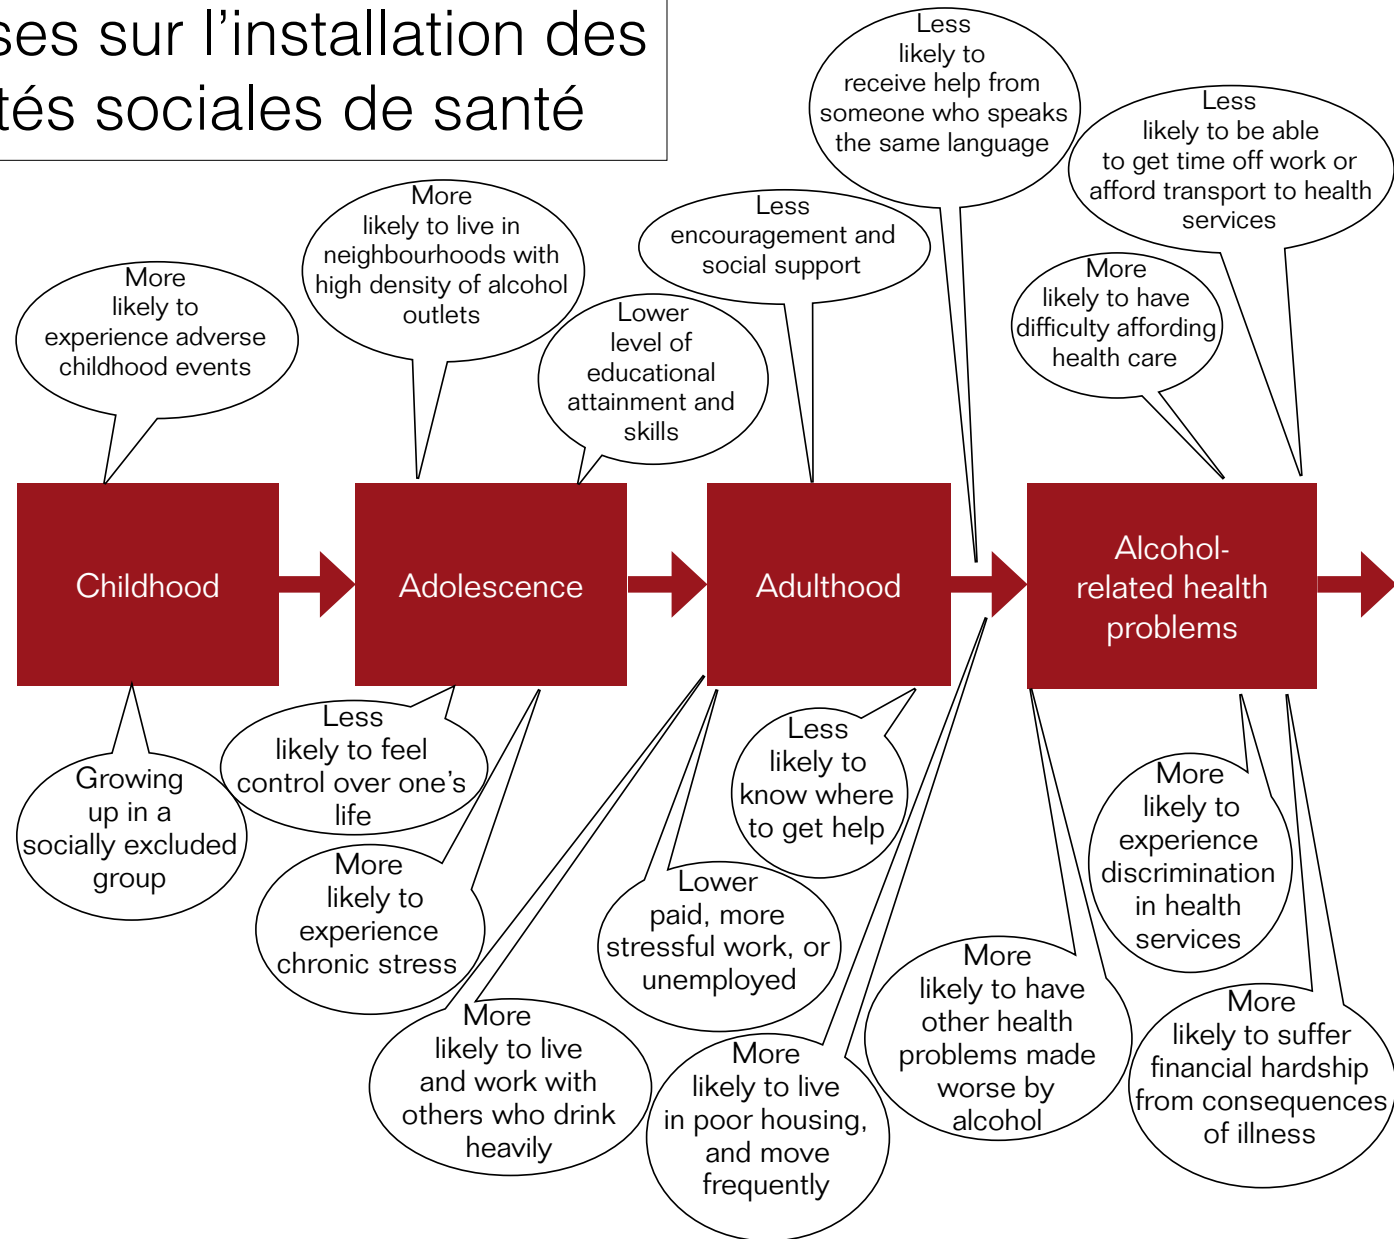 ses sur l'installation des
tés sociales de santé
Less
likely to
receive help from
someone who speaks
the same language
Less
likely to be able
to get time off work or
afford transport to health
services
More
likely to live in
neighbourhoods with
high density of alcohol
outlets
Less
encouragement and
social support
More
likely to
experience adverse
childhood events
Lower
level of
educational
attainment and
skills
More
likely to have
difficulty affording
health care
Childhood
Adolescence
Adulthood
Alcohol-
related health
problems
Growing
up in a
socially excluded
group
Less
likely to feel
control over one's
life
More
likely to
experience
chronic stress
More
likely to live
and work with
others who drink
heavily
Lower
paid, more
stressful work, or
unemployed
Less
likely to
know where
to get help
More
likely to live
in poor housing,
and move
frequently
More
likely to have
other health
problems made
worse by
alcohol
More
likely to
experience
discrimination
in health
services
More
likely to suffer
financial hardship
from consequences
of illness